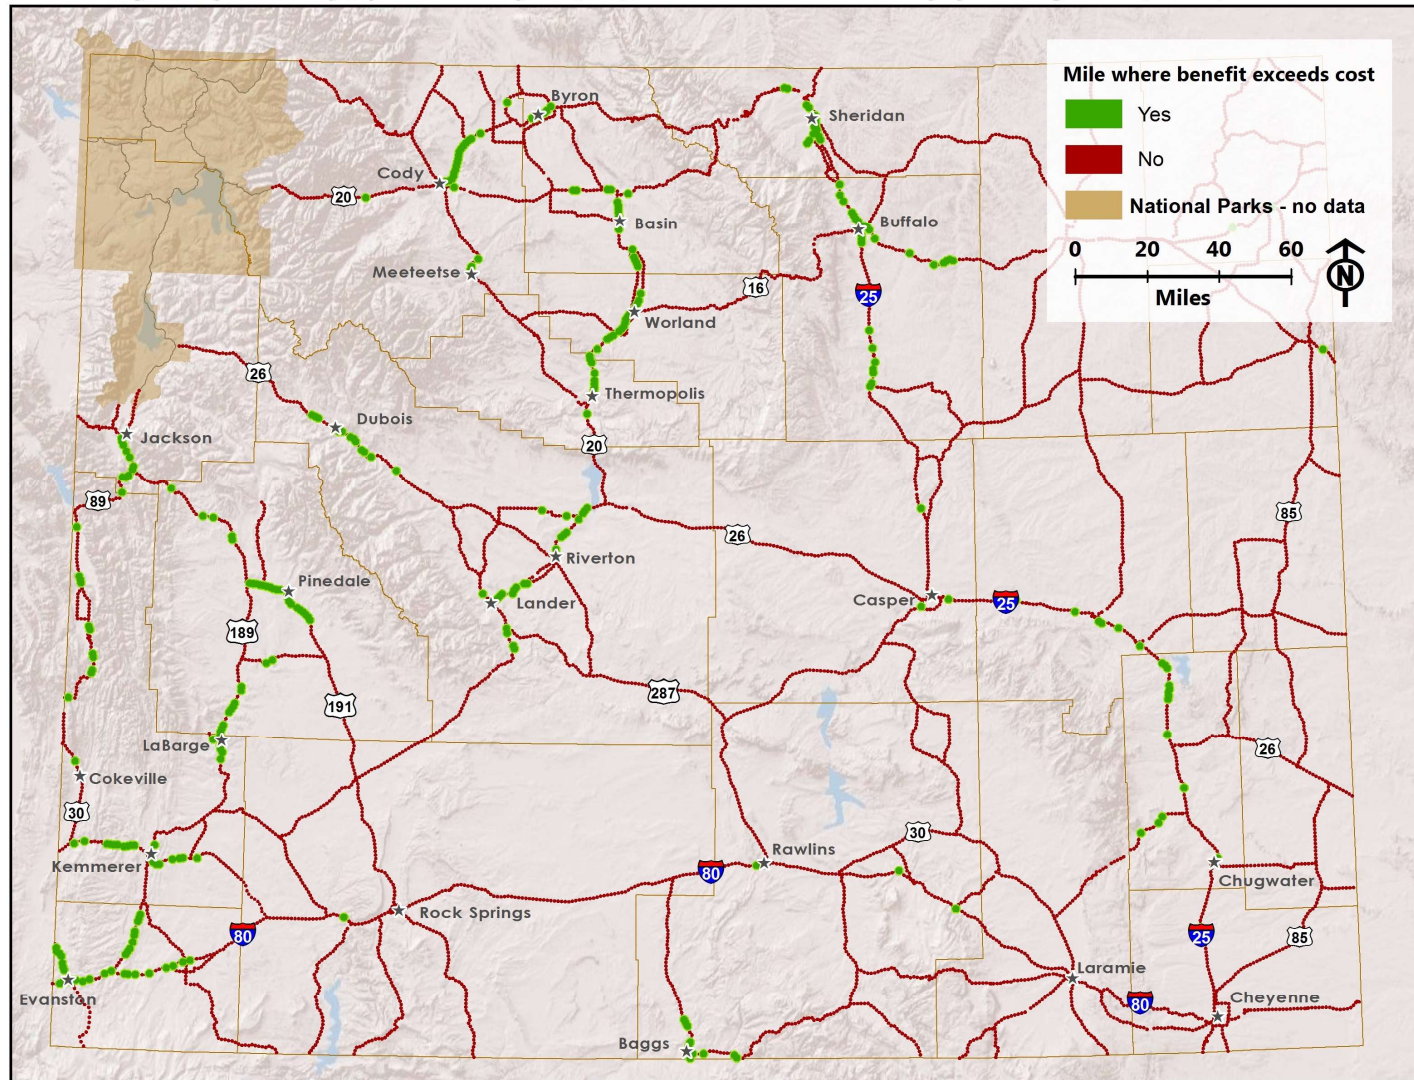 Mile where benefit exceeds cost
Yes
No
National Parks - no data
0 20 40 60
Miles
N
Byron
Sheridan
Cody
20
Basin
Buffalo
Meeteetse
16
25
Worland
26
Thermopolis
Dubois
Jackson
20
89
85
26
Riverton
Pinedale
Lander
Casper
25
189
287
191
LaBarge
26
Cokeville
30
30
Rawlins
Kemmerer
80
Chugwater
Rock Springs
80
25
85
Laramie
Evanston
80
Cheyenne
Baggs